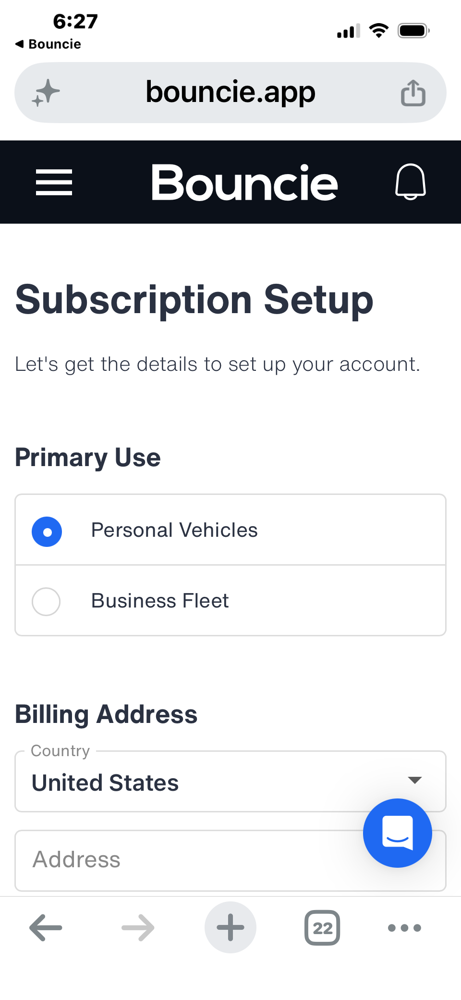 6:27
Bouncie
bouncie.app
Bouncie
Subscription Setup
Let's get the details to set up your account.
Primary Use
Personal Vehicles
Business Fleet
Billing Address
Country
United States
Address
22